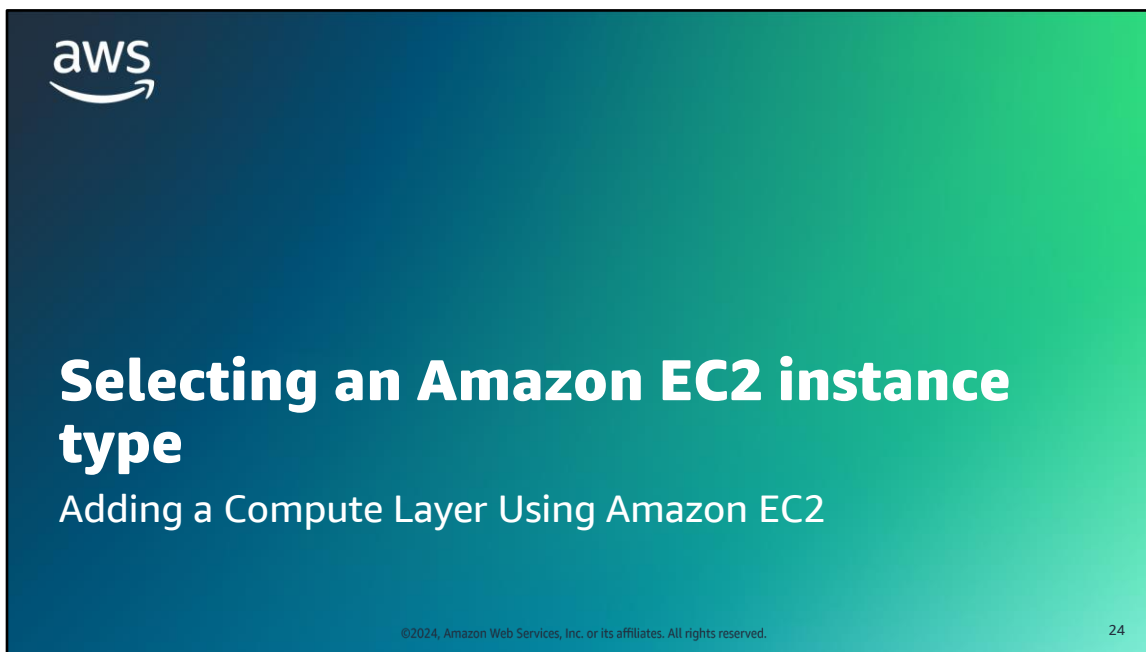 aws
Selecting an Amazon EC2 instance
type
Adding a Compute Layer Using Amazon EC2
©2024, Amazon Web Services, Inc. or its affiliates. All rights reserved.
24